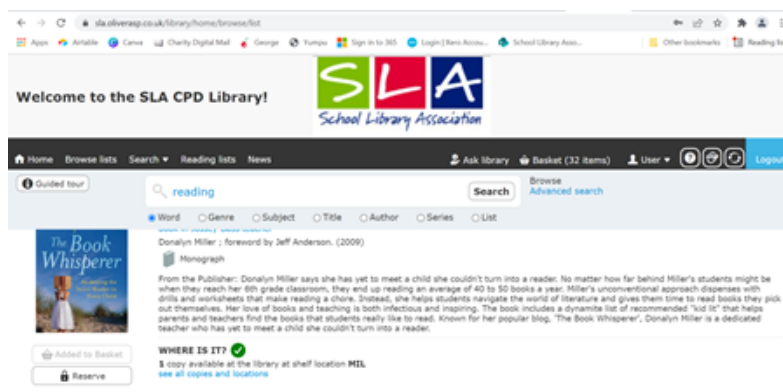 sla.oliverasp.co.uk/library/home/browse/list
Apps Airtable Canva Charity Digital Mail George Yumpu Sign in to 365 Login | Xero Accou... School Library Asso... Other bookmarks Reading lis
Welcome to the SLA CPD Library!
SLA
School Library Association
Home Browse lists Search Reading lists News Ask library Basket (32 items) User Logout
Guided tour
reading Search
Browse
Advanced search
Word Genre Subject Title Author Series List
The Book Whisperer
Donalyn Miller ; foreword by Jeff Anderson. (2009)
Monograph
From the Publisher: Donalyn Miller says she has yet to meet a child she couldn't turn into a reader. No matter how far behind Miller's students might be
when they reach her 6th grade classroom, they end up reading an average of 40 to 50 books a year. Miller's unconventional approach dispenses with
drills and worksheets that make reading a chore. Instead, she helps students navigate the world of literature and gives them time to read books they pick
out themselves. Her love of books and teaching is both infectious and inspiring. The book includes a dynamite list of recommended "kid lit" that helps
parents and teachers find the books that students really like to read. Known for her popular blog, 'The Book Whisperer', Donalyn Miller is a dedicated
teacher who has yet to meet a child she couldn't turn into a reader.
Added to Basket
Reserve
WHERE IS IT?
1 copy available at the library at shelf location MIL
see all copies and locations